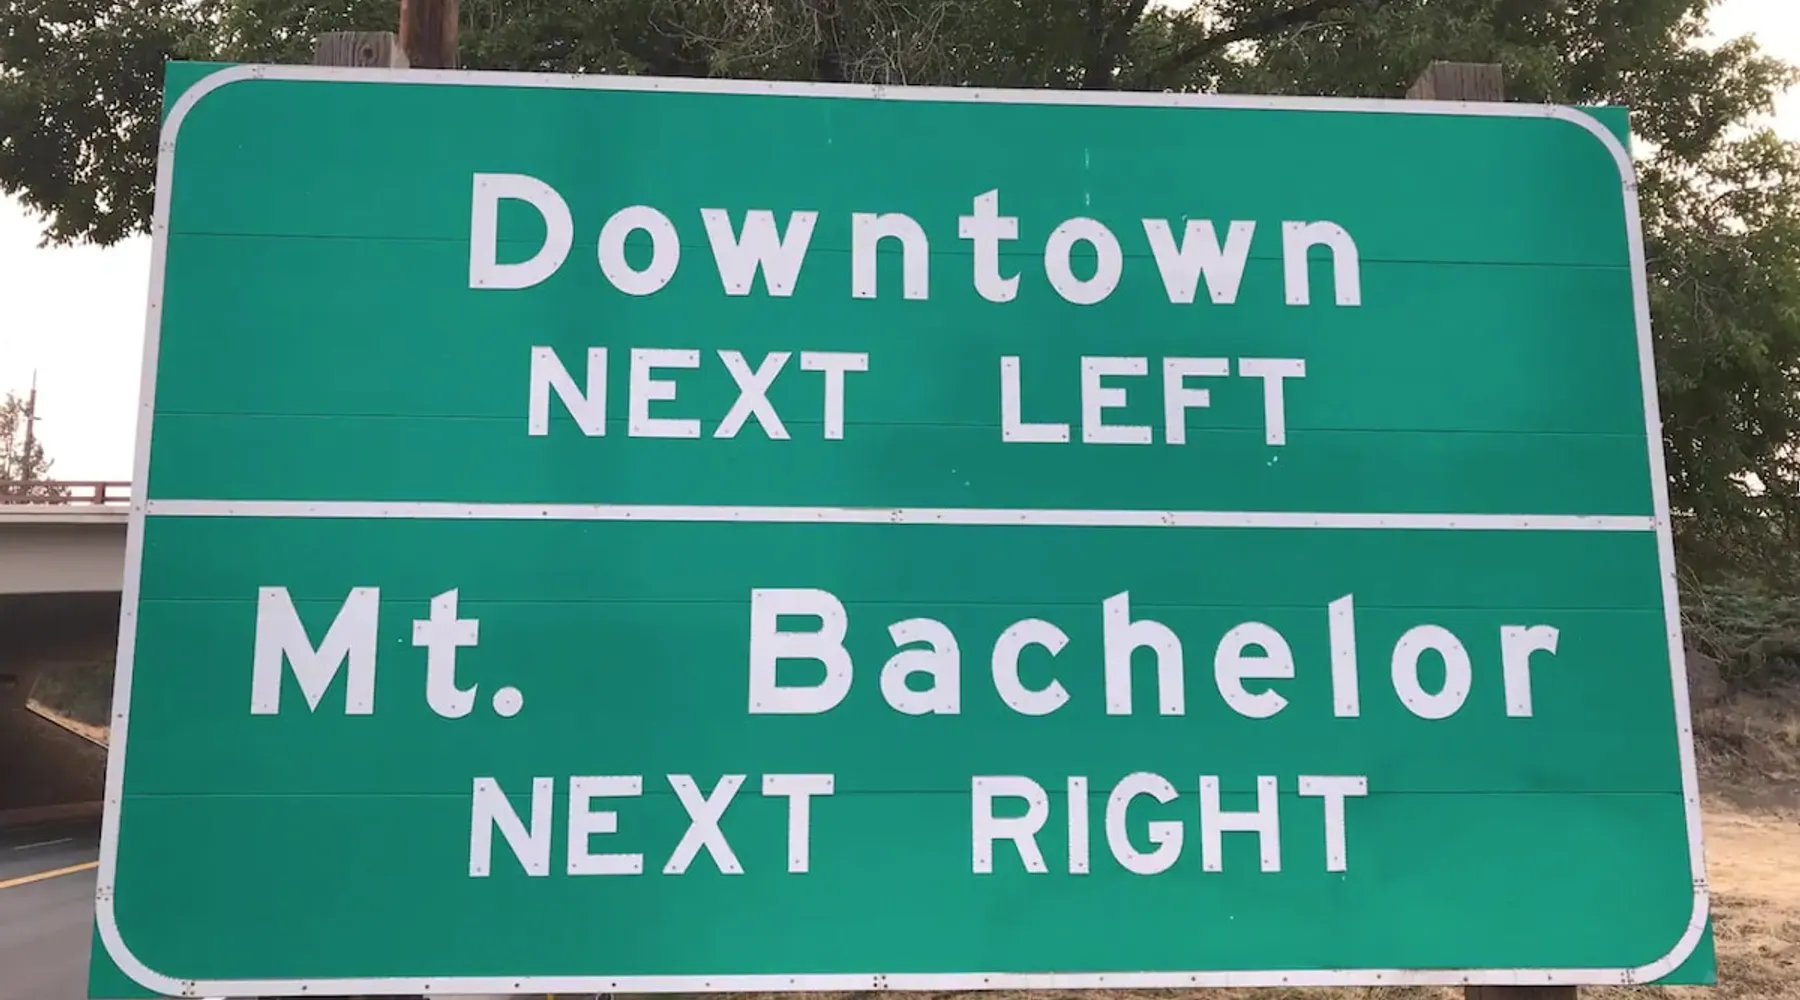 Downtown
NEXT LEFT
Mt. Bachelor
NEXT RIGHT